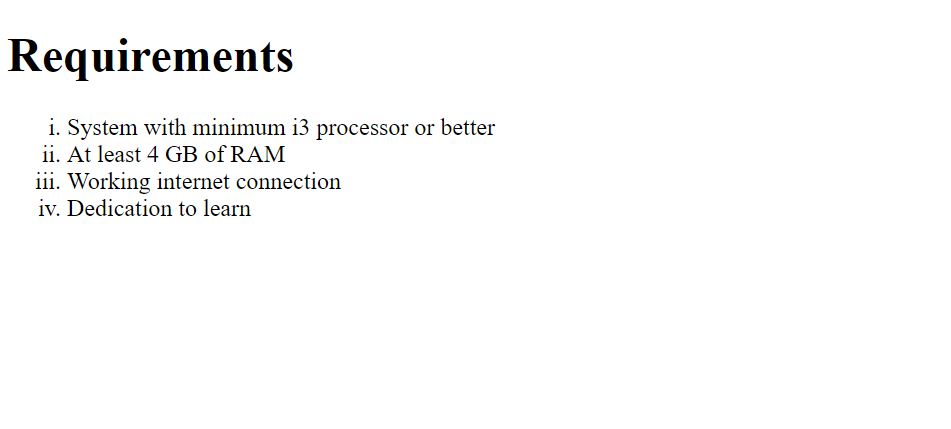 Requirements
i. System with minimum i3 processor or better
ii. At least 4 GB of RAM
iii. Working internet connection
iv. Dedication to learn